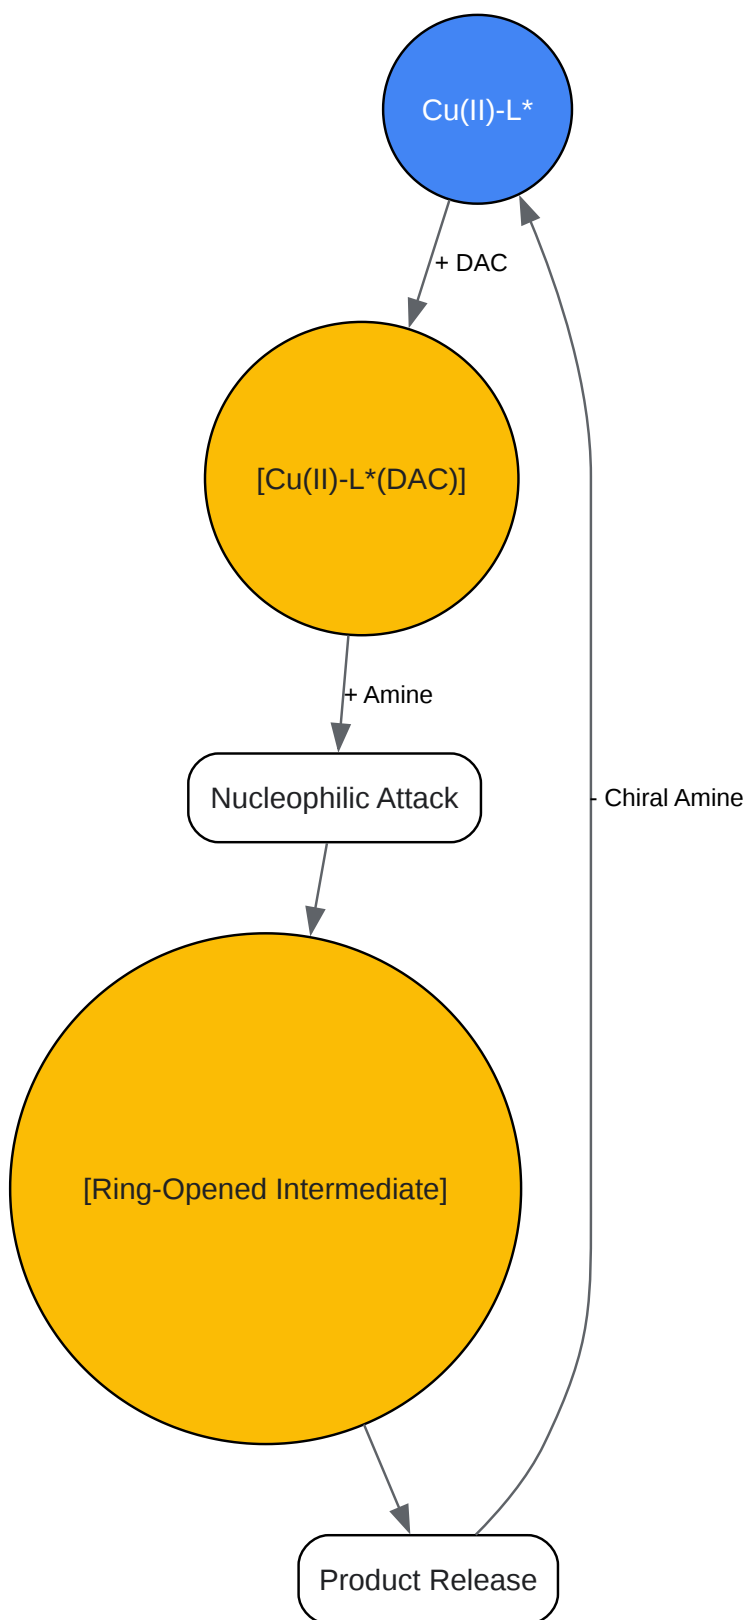 Cu(II)-L*
+ DAC
[Cu(II)-L*(DAC)]
+ Amine
Nucleophilic Attack
- Chiral Amine
[Ring-Opened Intermediate]
Product Release